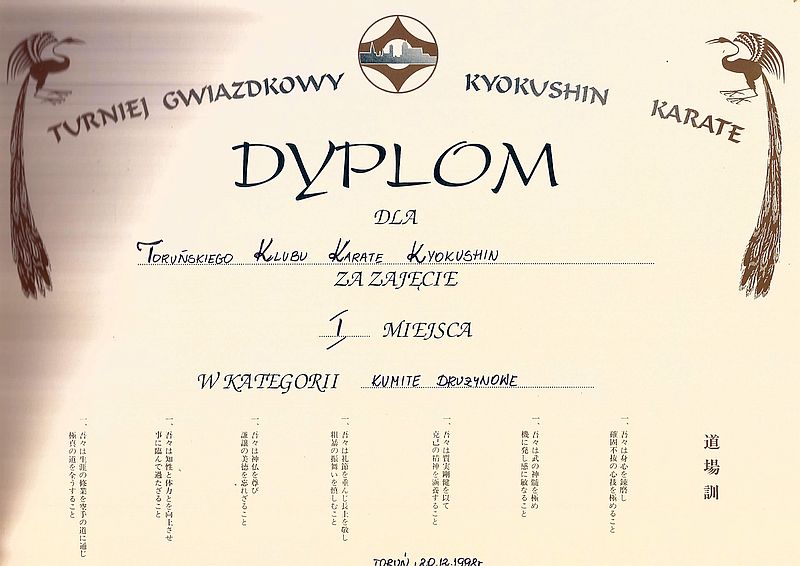 TURNIEJ GWIAZDKOWY KYOKUSHIN KARATE
DYPLOM
DLA
TORUŃSKIEGO KLUBU KARATE KYOKUSHIN
ZA ZAJĘCIE
I MIEJSCA
W KATEGORII KUMITE DRUŻYNOWE
道場訓
一、吾々は身心を錬磨し
確固不抜の心技を極めること
一、吾々は武の神髄を極め
機に発し感に敏なること
一、吾々は質実剛健を以て
克己の精神を涵養すること
一、吾々は礼節を重んじ長上を敬し
粗暴の振舞いを慎しむこと
一、吾々は神仏を尊び
謙譲の美徳を忘れざること
一、吾々は知性と体力とを向上させ
事に臨んで過たざること
一、吾々は生涯の修業を空手の道に通じ
極真の道を全うすること
TORUŃ, 20.12.1998r